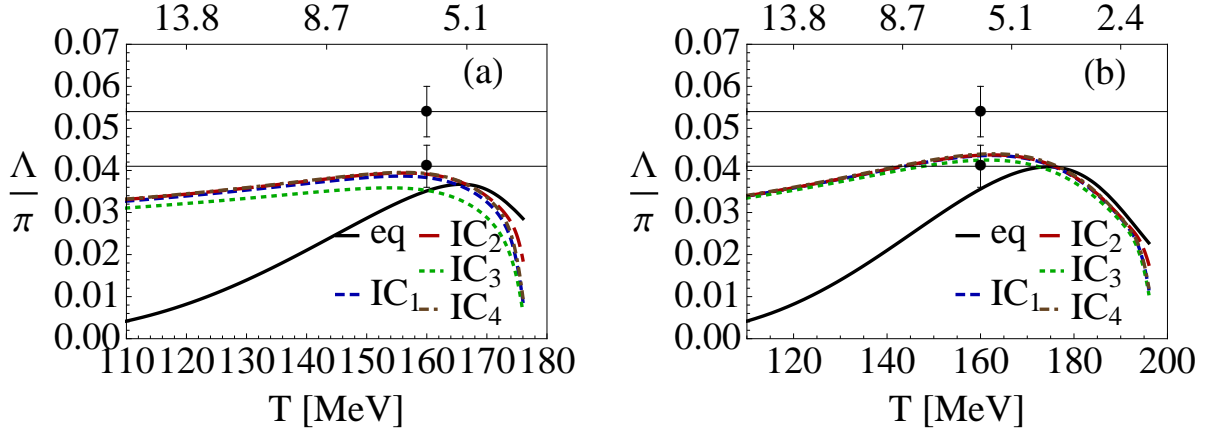 13.8 8.7 5.1
0.07
0.06
0.05
0.04
0.03
0.02
0.01
0.00
Λ/π
(a)
eq IC₂
IC₃
IC₁ IC₄
110 120 130 140 150 160 170 180
T [MeV]
13.8 8.7 5.1 2.4
0.07
0.06
0.05
0.04
0.03
0.02
0.01
0.00
Λ/π
(b)
eq IC₂
IC₃
IC₁ IC₄
120 140 160 180 200
T [MeV]